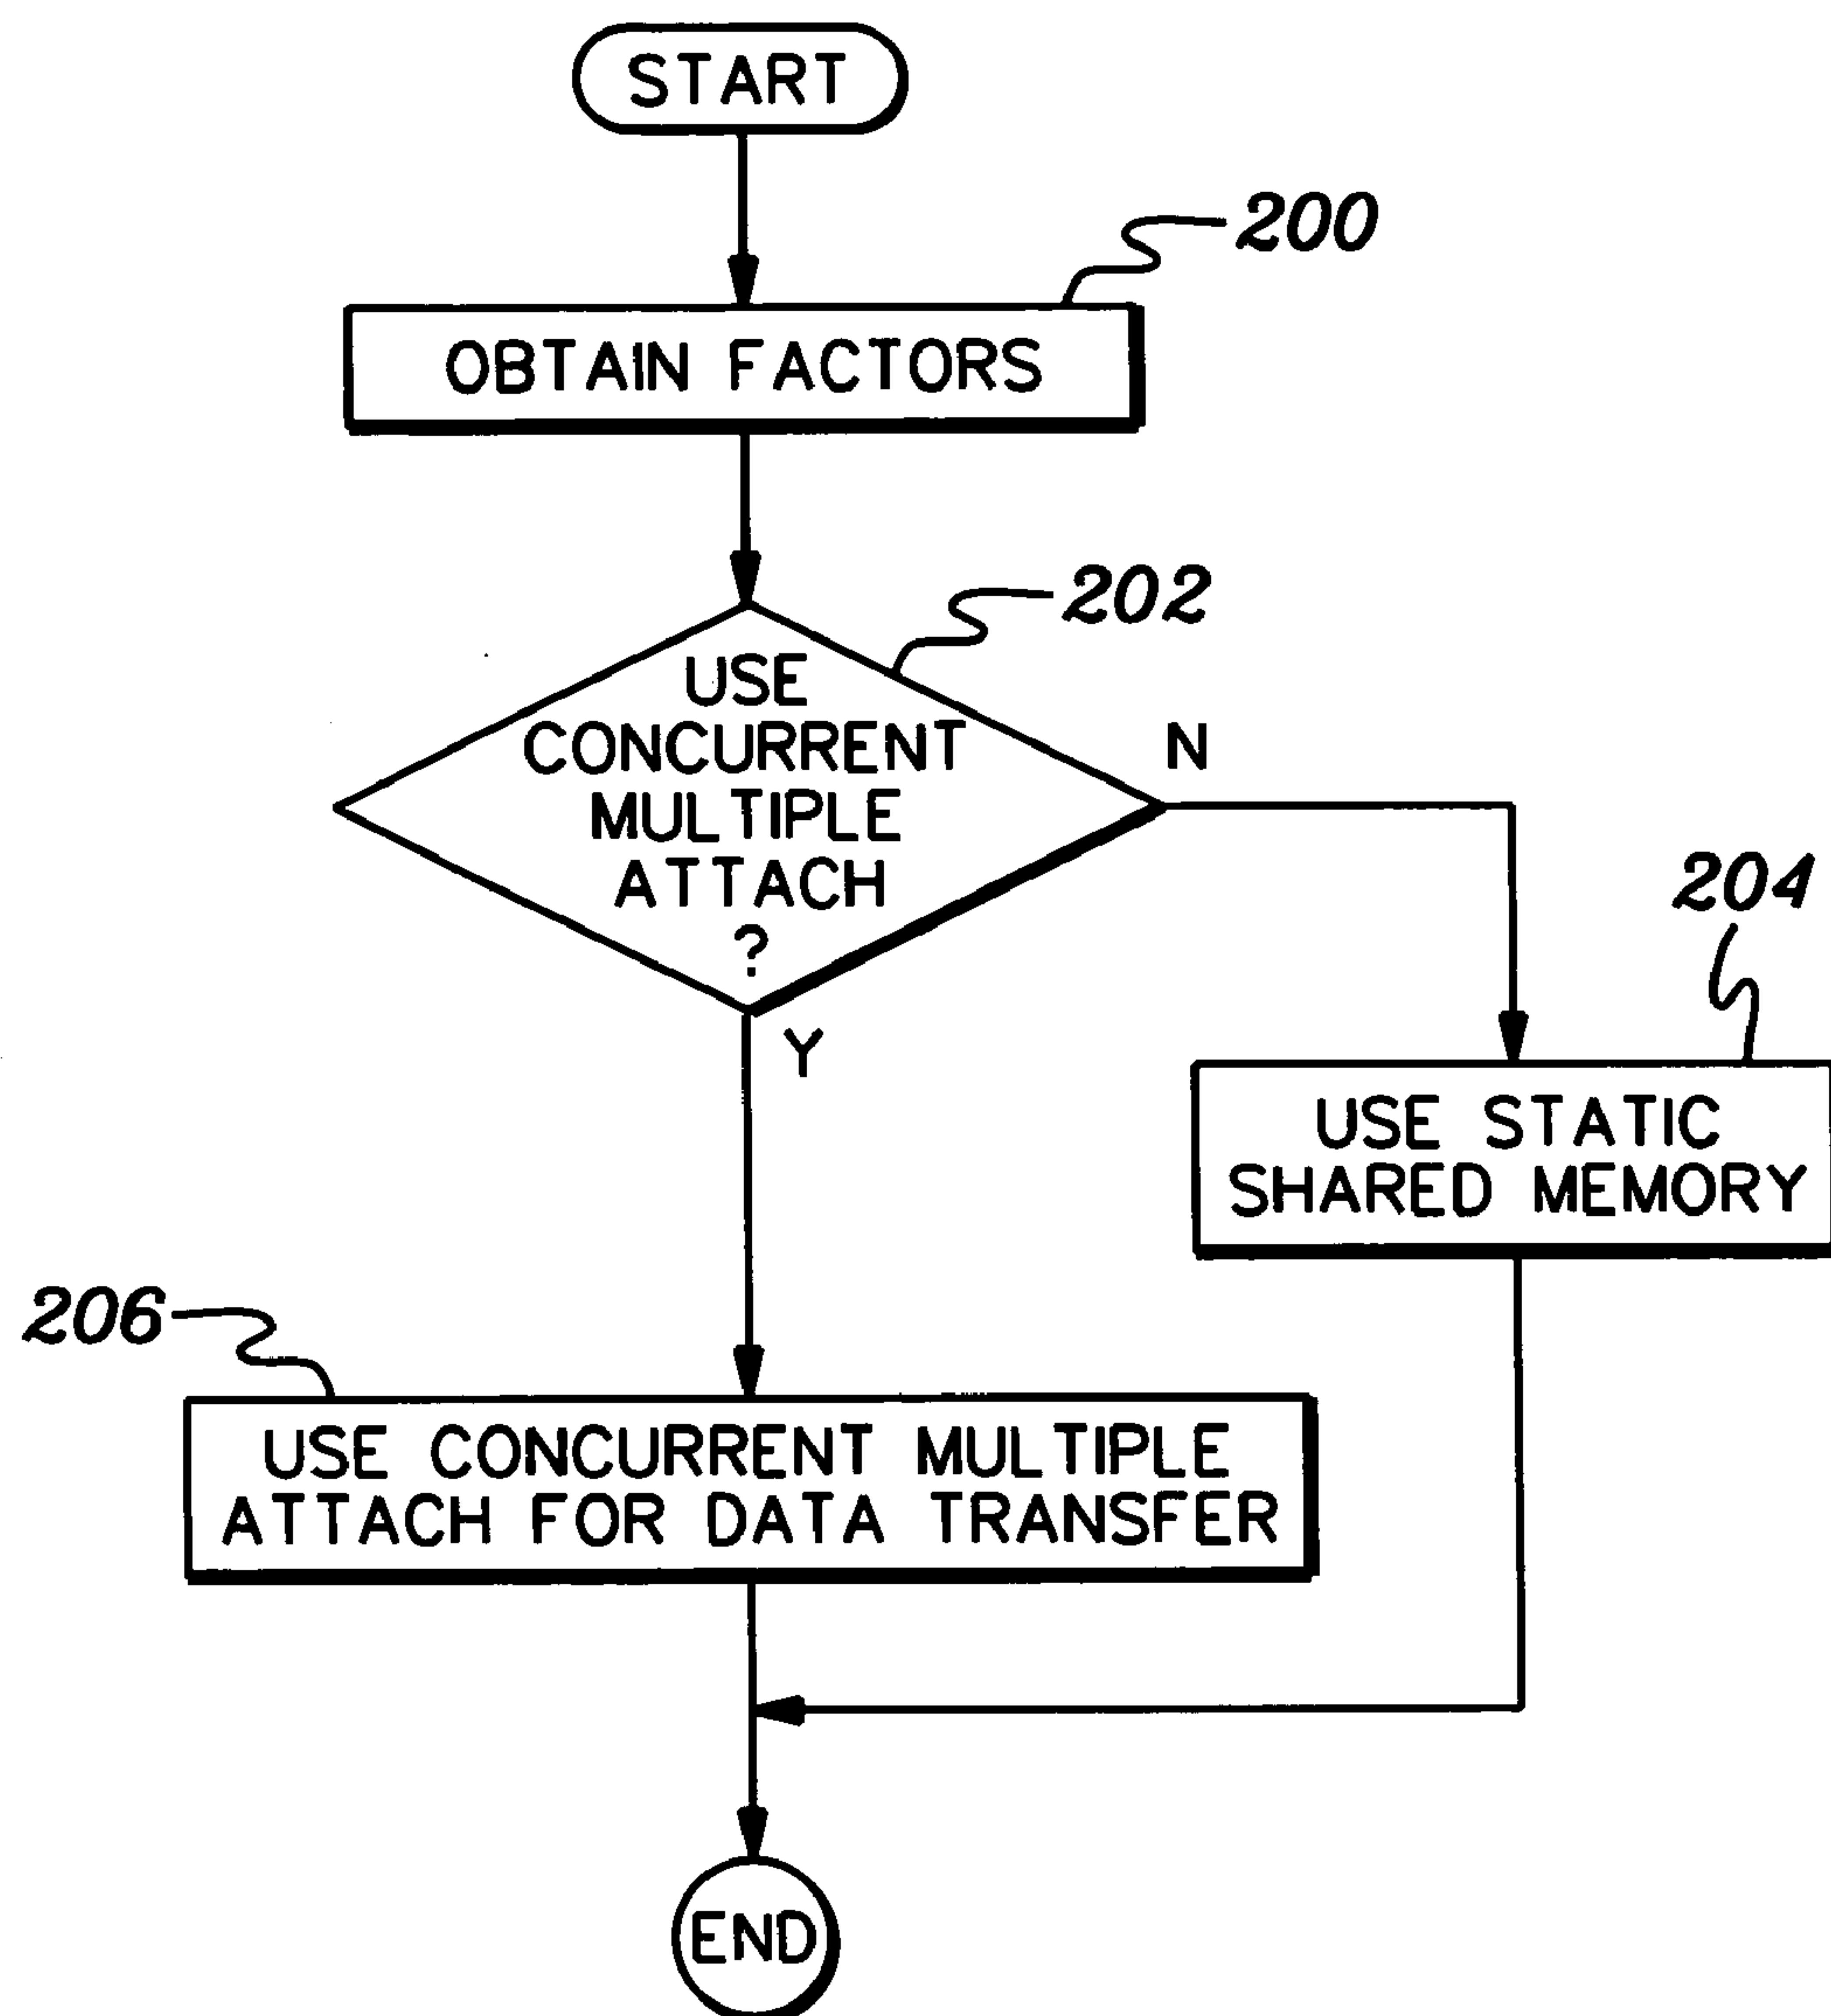 START
200
OBTAIN FACTORS
202
USE
CONCURRENT
MULTIPLE
ATTACH
?
N
Y
204
USE STATIC
SHARED MEMORY
206
USE CONCURRENT MULTIPLE
ATTACH FOR DATA TRANSFER
END